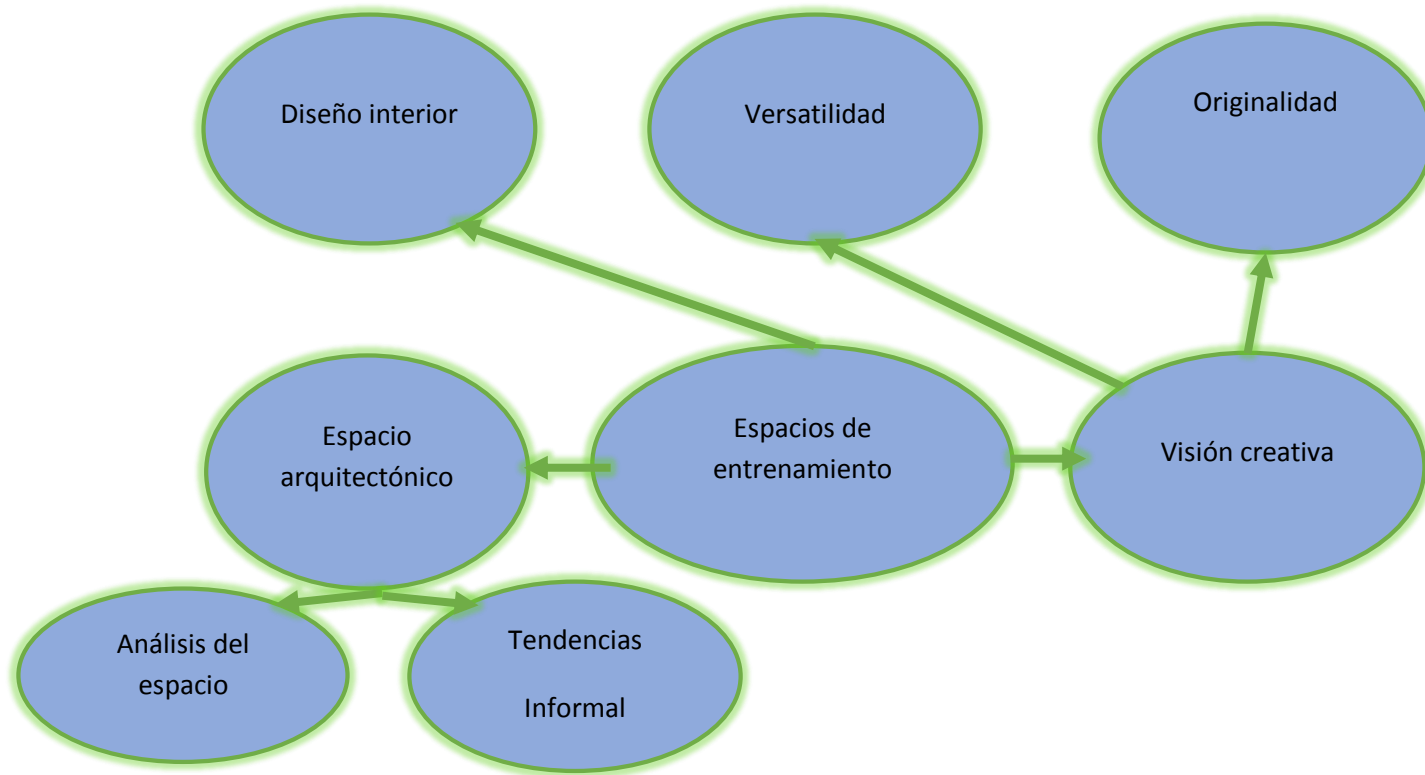 Diseño interior
Versatilidad
Originalidad
Espacio
arquitectónico
Espacios de
entrenamiento
Visión creativa
Análisis del
espacio
Tendencias
Informal